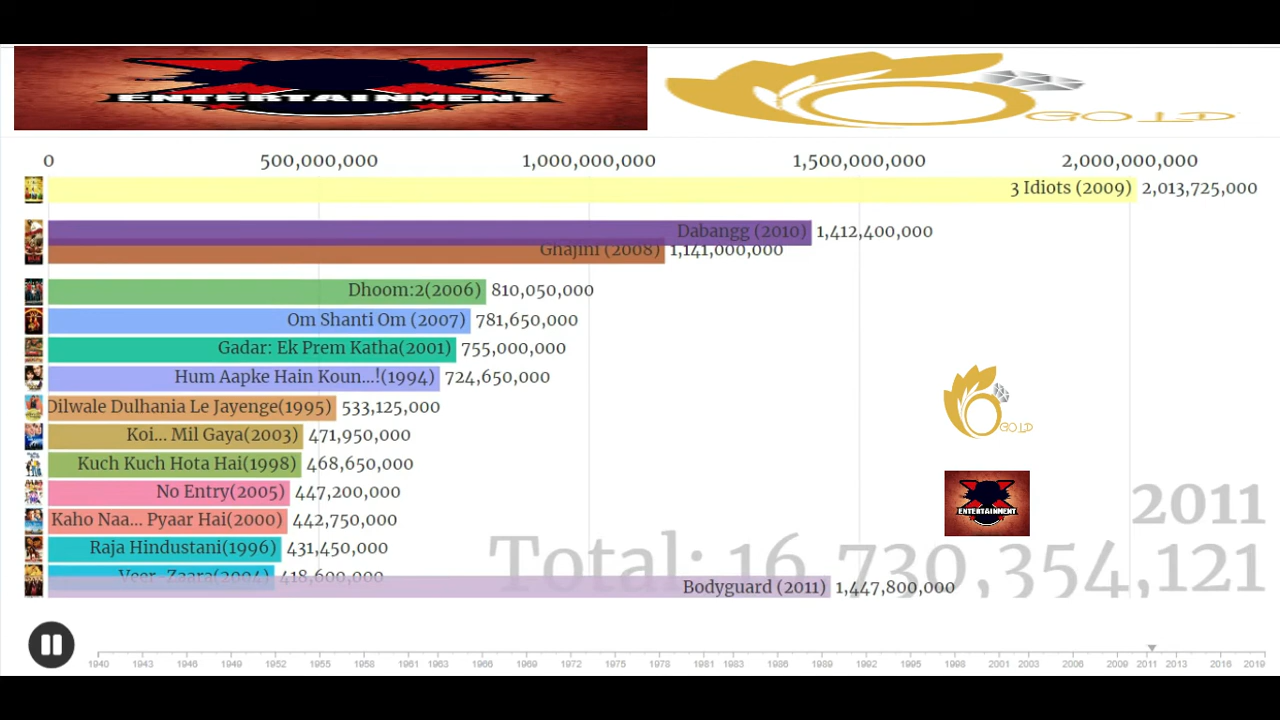 ENTERTAINMENT
GOLD
0 500,000,000 1,000,000,000 1,500,000,000 2,000,000,000
3 Idiots (2009) 2,013,725,000
Dabangg (2010) 1,412,400,000
Ghajini (2008) 1,141,000,000
Dhoom:2(2006) 810,050,000
Om Shanti Om (2007) 781,650,000
Gadar: Ek Prem Katha(2001) 755,000,000
Hum Aapke Hain Koun...!(1994) 724,650,000
Dilwale Dulhania Le Jayenge(1995) 533,125,000
GOLD
Koi... Mil Gaya(2003) 471,950,000
Kuch Kuch Hota Hai(1998) 468,650,000
No Entry(2005) 447,200,000
2011
ENTERTAINMENT
Kaho Naa... Pyaar Hai(2000) 442,750,000
Raja Hindustani(1996) 431,450,000
Total: 16,730,354,121
Veer-Zaara(2004) 418,600,000
Bodyguard (2011) 1,447,800,000
1940 1943 1946 1949 1952 1955 1958 1961 1963 1966 1969 1972 1975 1978 1981 1983 1986 1989 1992 1995 1998 2001 2003 2006 2009 2011 2013 2016 2019